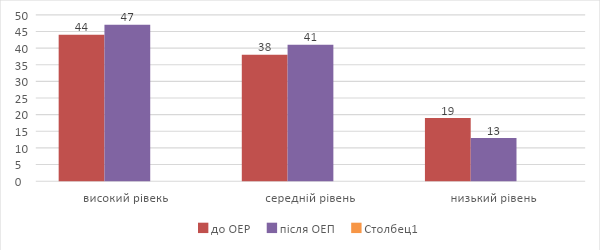 50
45
40
35
30
25
20
15
10
5
0
44
47
38
41
19
13
високий рівекь
середній рівень
низький рівень
до ОЕР
після ОЕП
Столбец1